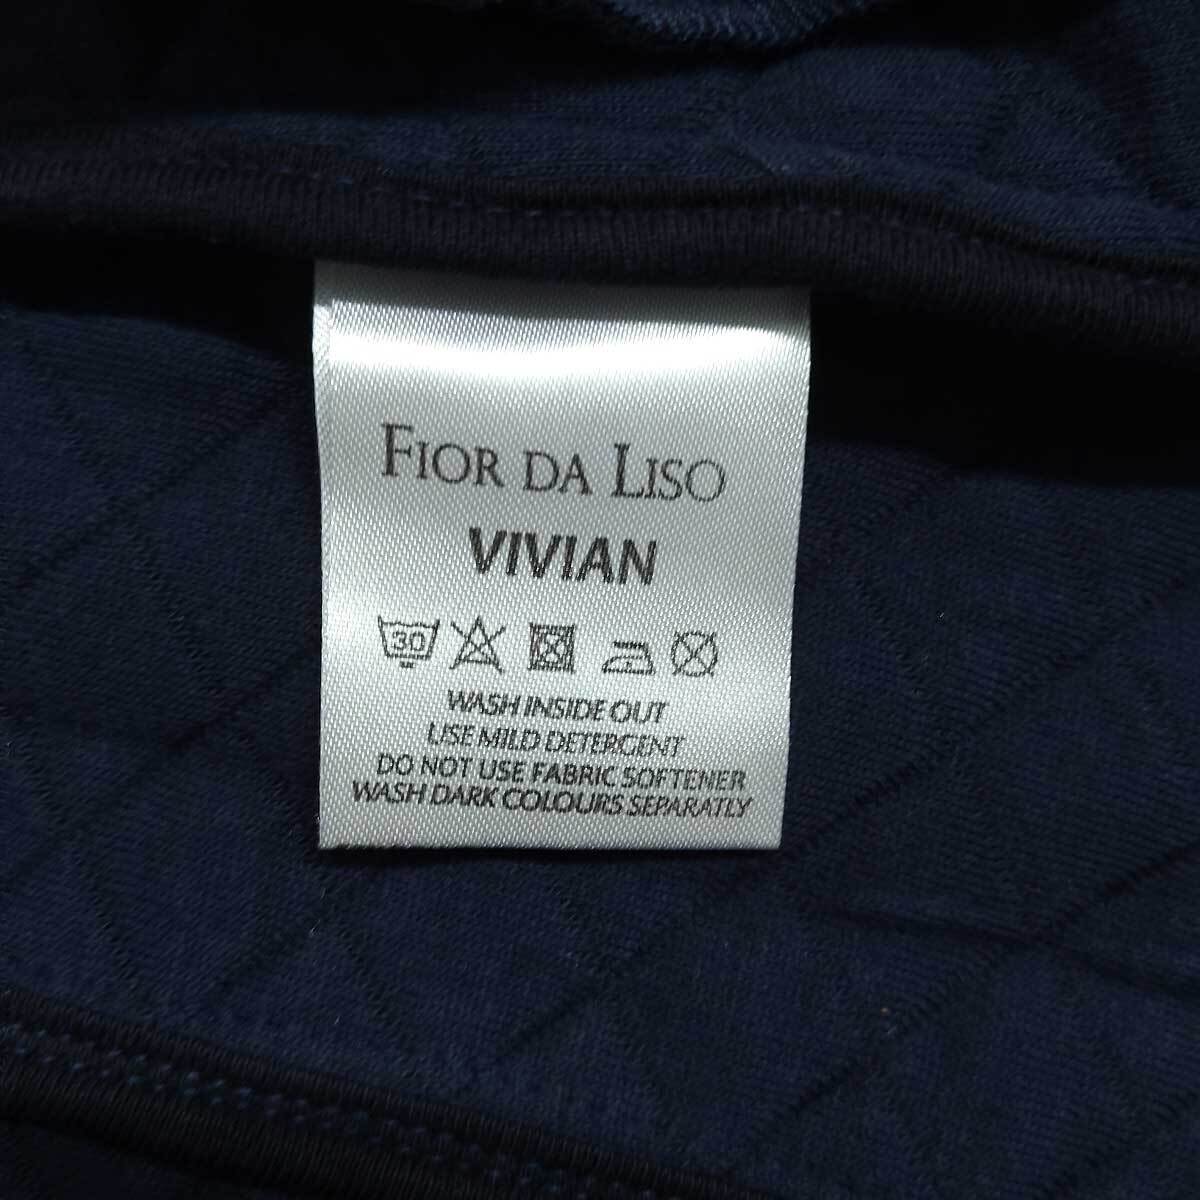 FIOR DA LISO
VIVIAN
30
WASH INSIDE OUT
USE MILD DETERGENT
DO NOT USE FABRIC SOFTENER
WASH DARK COLOURS SEPARATLY